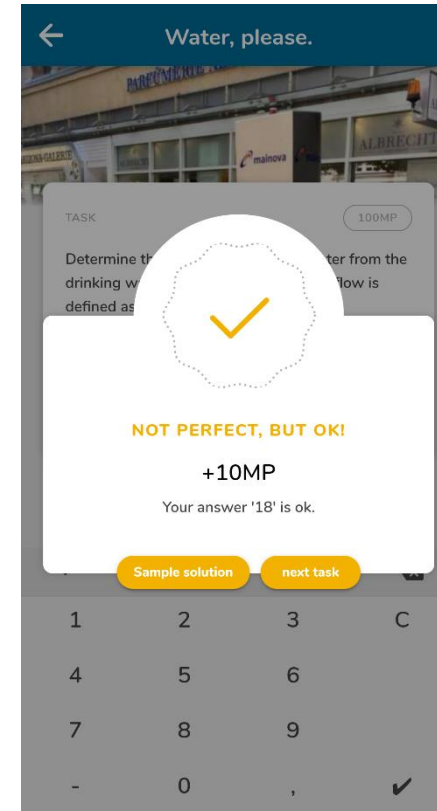 Water, please.
PARFÜMERIE
mainova
ALBRECHT
TASK
100MP
Determine th ter from the
drinking w flow is
defined as
NOT PERFECT, BUT OK!
+10MP
Your answer '18' is ok.
Sample solution next task
1 2 3 C
4 5 6
7 8 9
- 0 , ✔